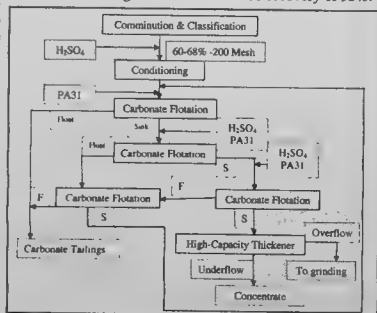 Comminution & Classification
H₂SO₄
60-68% -200 Mesh
Conditioning
PA31
Carbonate Flotation
Float
Sink
H₂SO₄
PA31
Float
Carbonate Flotation
S
H₂SO₄
PA31
F
F
Carbonate Flotation
Carbonate Flotation
S
S
Overflow
High-Capacity Thickener
Carbonate Tailings
Underflow
To grinding
Concentrate